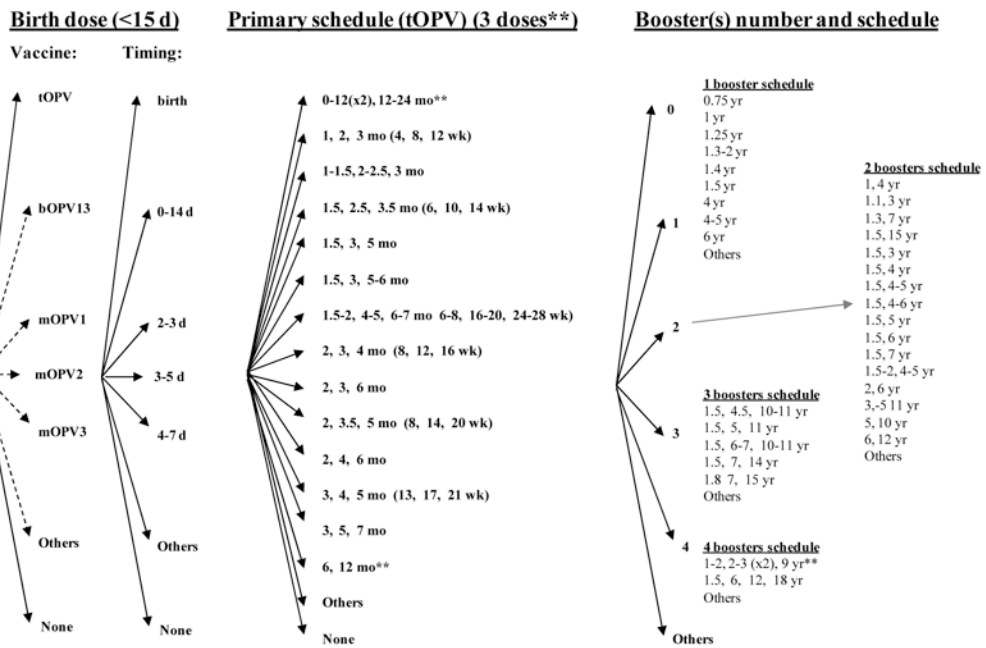 Birth dose (<15 d)
Vaccine:
Timing:
tOPV
bOPV13
mOPV1
mOPV2
mOPV3
Others
None
birth
0-14 d
2-3 d
3-5 d
4-7 d
Others
None
Primary schedule (tOPV) (3 doses**)
0-12(x2), 12-24 mo**
1, 2, 3 mo (4, 8, 12 wk)
1-1.5, 2-2.5, 3 mo
1.5, 2.5, 3.5 mo (6, 10, 14 wk)
1.5, 3, 5 mo
1.5, 3, 5-6 mo
1.5-2, 4-5, 6-7 mo 6-8, 16-20, 24-28 wk)
2, 3, 4 mo (8, 12, 16 wk)
2, 3, 6 mo
2, 3.5, 5 mo (8, 14, 20 wk)
2, 4, 6 mo
3, 4, 5 mo (13, 17, 21 wk)
3, 5, 7 mo
6, 12 mo**
Others
None
Booster(s) number and schedule
0
1
2
3
4
Others
1 booster schedule
0.75 yr
1 yr
1.25 yr
1.3-2 yr
1.4 yr
1.5 yr
4 yr
4-5 yr
6 yr
Others
2 boosters schedule
1, 4 yr
1.1, 3 yr
1.3, 7 yr
1.5, 15 yr
1.5, 3 yr
1.5, 4 yr
1.5, 4-5 yr
1.5, 4-6 yr
1.5, 5 yr
1.5, 6 yr
1.5, 7 yr
1.5-2, 4-5 yr
2, 6 yr
3,-5 11 yr
5, 10 yr
6, 12 yr
Others
3 boosters schedule
1.5, 4.5, 10-11 yr
1.5, 5, 11 yr
1.5, 6-7, 10-11 yr
1.5, 7, 14 yr
1.8 7, 15 yr
Others
4 boosters schedule
1-2, 2-3 (x2), 9 yr**
1.5, 6, 12, 18 yr
Others